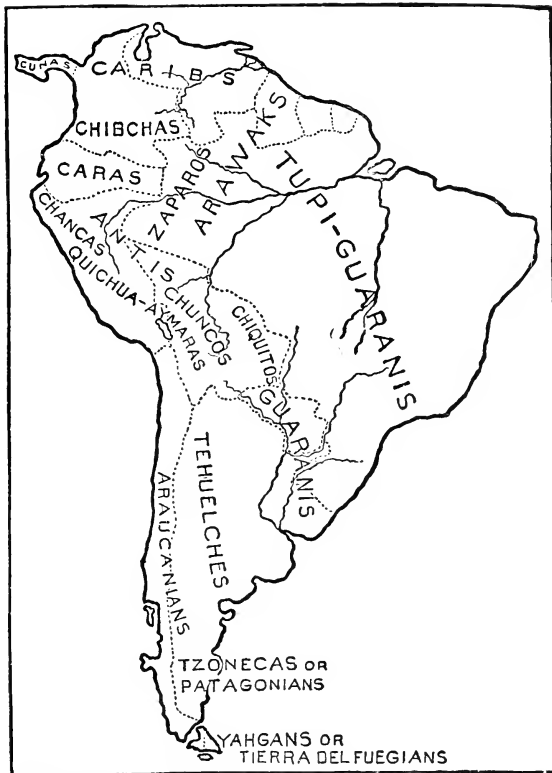 CUNAS
CARIBS
CHIBCHAS
CARAS
ZAPAROS
ARAWAKS
TUPI-GUARANIS
CHANCAS
ANTIS
QUICHUA-AYMARAS
CHUNCOS
CHIQUITOS
GUARANIS
TEHUELCHES
ARAUCANIANS
TZONECAS OR
PATAGONIANS
YAHGANS OR
TIERRA DEL FUEGIANS